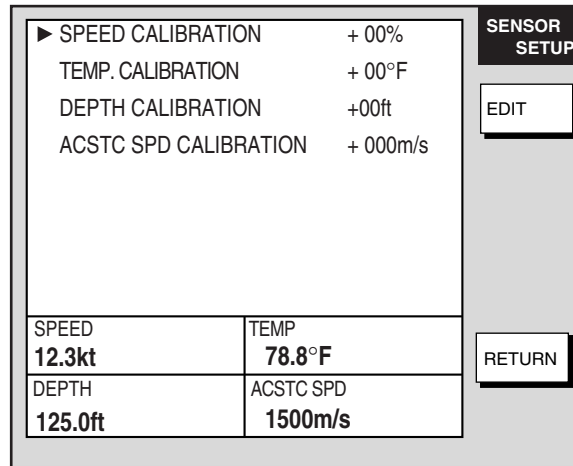 SENSOR
SETUP
▶ SPEED CALIBRATION + 00%
TEMP. CALIBRATION + 00°F
DEPTH CALIBRATION +00ft
ACSTC SPD CALIBRATION + 000m/s
EDIT
SPEED
12.3kt
TEMP
78.8°F
DEPTH
125.0ft
ACSTC SPD
1500m/s
RETURN